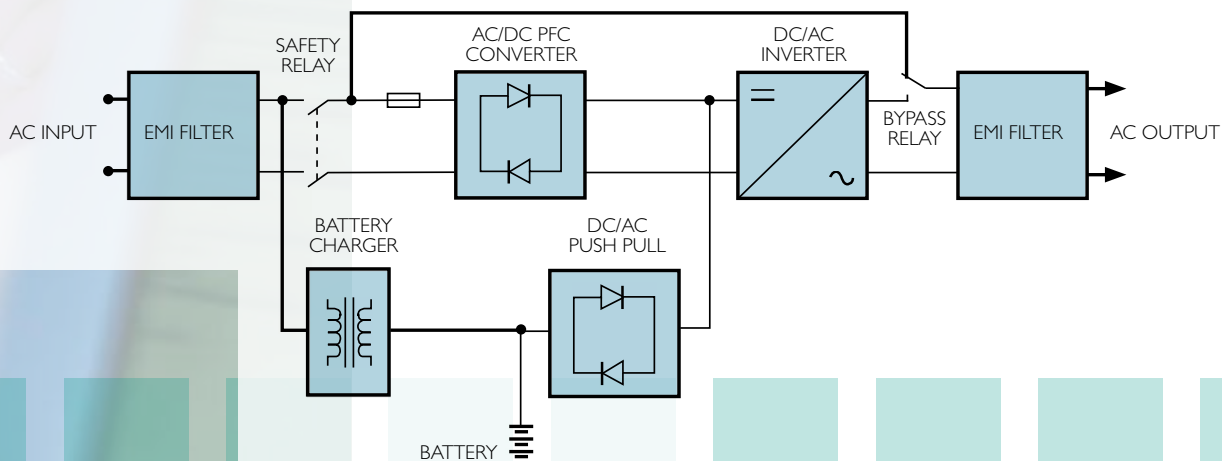 SAFETY
RELAY
AC/DC PFC
CONVERTER
DC/AC
INVERTER
AC INPUT
EMI FILTER
BYPASS
RELAY
EMI FILTER
AC OUTPUT
BATTERY
CHARGER
DC/AC
PUSH PULL
BATTERY